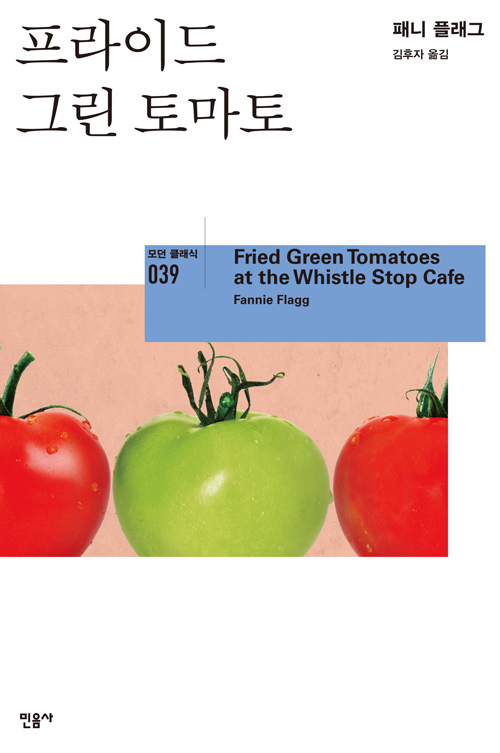 프라이드
그린 토마토
패니 플래그
김후자 옮김
모던 클래식
039
Fried Green Tomatoes
at the Whistle Stop Cafe
Fannie Flagg
민음사